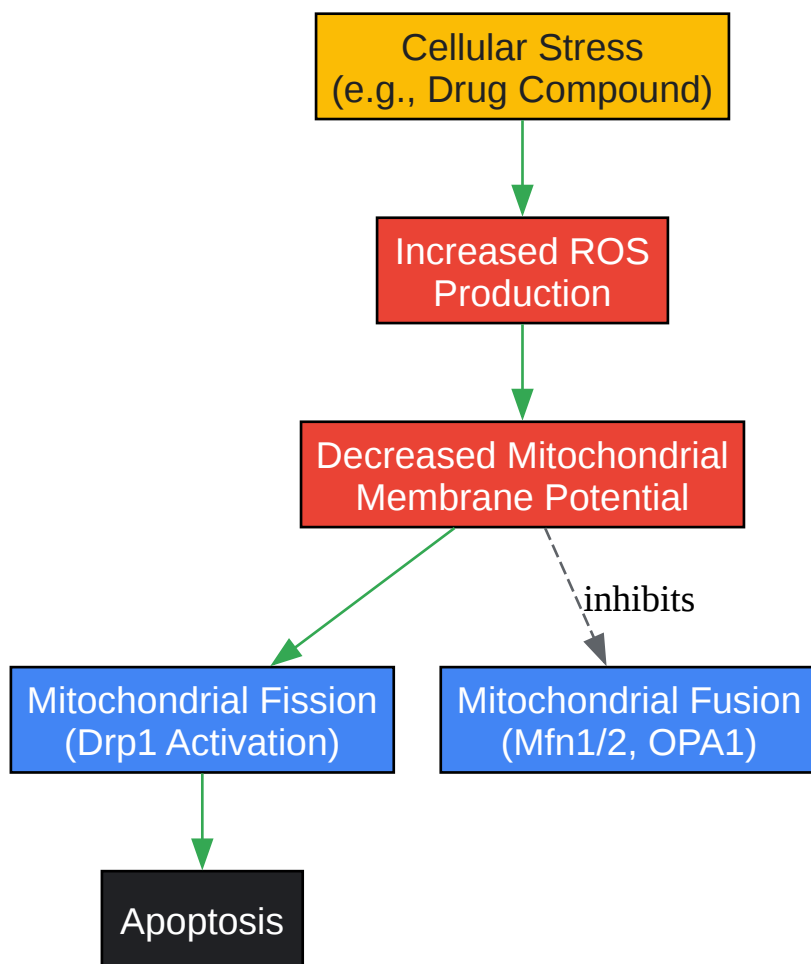 Cellular Stress
(e.g., Drug Compound)
Increased ROS
Production
Decreased Mitochondrial
Membrane Potential
inhibits
Mitochondrial Fission
(Drp1 Activation)
Mitochondrial Fusion
(Mfn1/2, OPA1)
Apoptosis